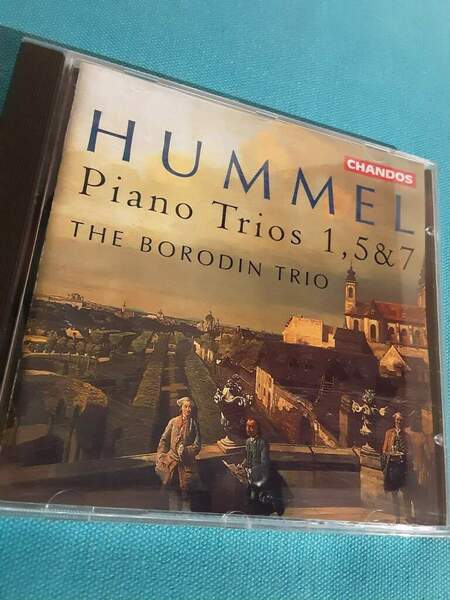 HUMMEL
CHANDOS
Piano Trios 1, 5 & 7
THE BORODIN TRIO